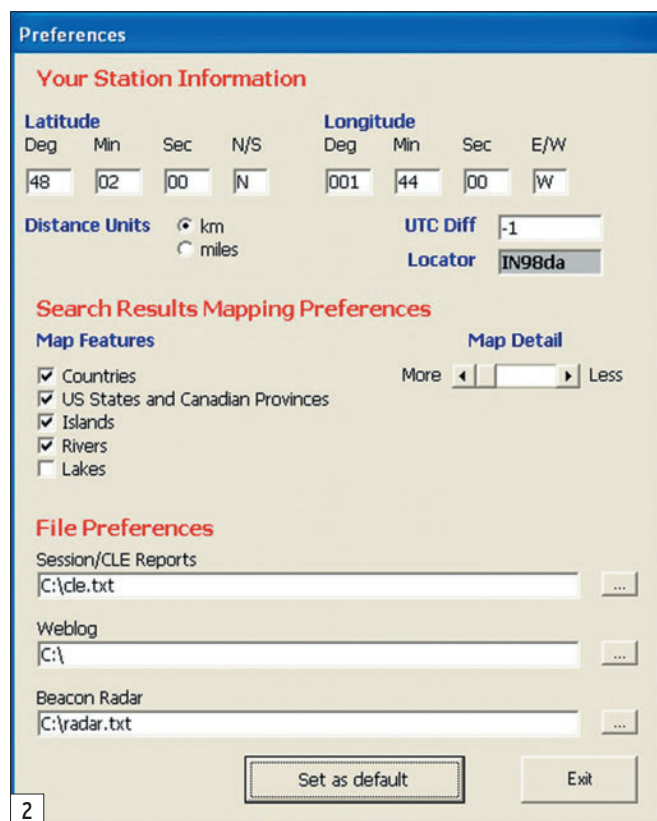 Preferences
Your Station Information
Latitude Longitude
Deg Min Sec N/S Deg Min Sec E/W
48 02 00 N 001 44 00 W
Distance Units km UTC Diff -1
miles
Locator IN98da
Search Results Mapping Preferences
Map Features Map Detail
Countries More Less
US States and Canadian Provinces
Islands
Rivers
Lakes
File Preferences
Session/CLE Reports
C:\cle.txt ...
Weblog
C:\ ...
Beacon Radar
C:\radar.txt ...
Set as default Exit
2